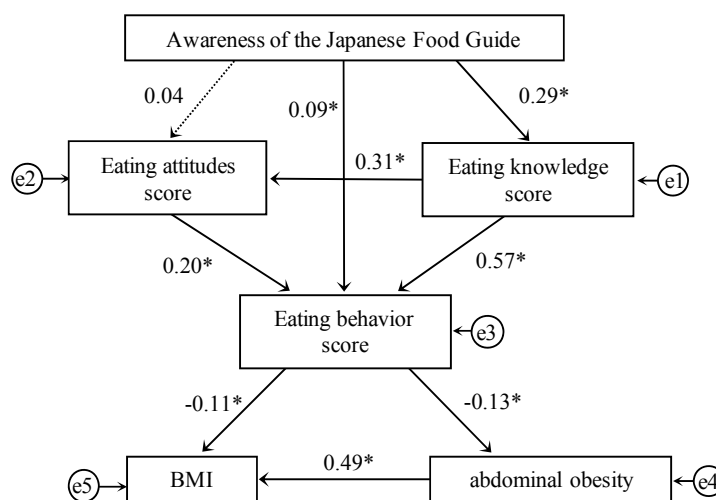 Awareness of the Japanese Food Guide
0.04
0.09*
0.29*
Eating attitudes
score
0.31*
Eating knowledge
score
e2
e1
0.20*
0.57*
Eating behavior
score
e3
-0.11*
-0.13*
BMI
0.49*
abdominal obesity
e5
e4